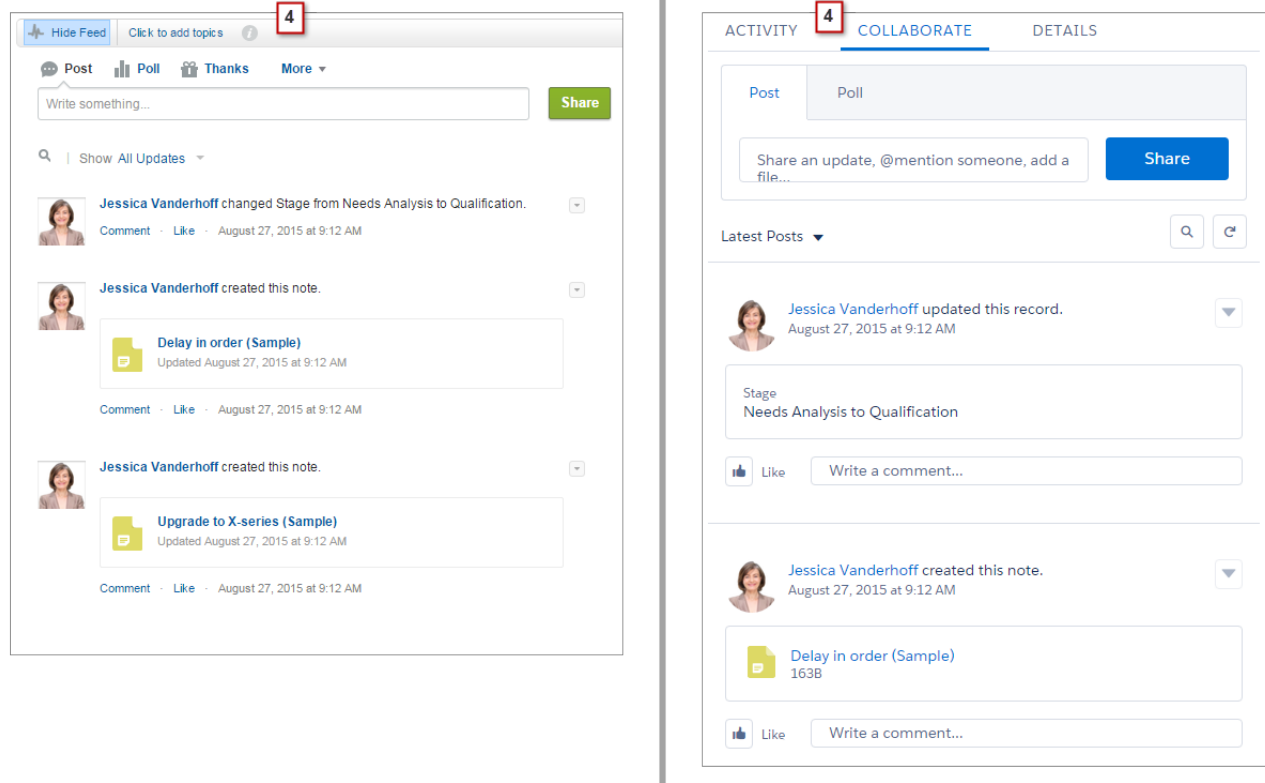 4
Hide Feed Click to add topics i
Post Poll Thanks More
Write something...
Share
Show All Updates
Jessica Vanderhoff changed Stage from Needs Analysis to Qualification.
Comment · Like · August 27, 2015 at 9:12 AM
Jessica Vanderhoff created this note.
Delay in order (Sample)
Updated August 27, 2015 at 9:12 AM
Comment · Like · August 27, 2015 at 9:12 AM
Jessica Vanderhoff created this note.
Upgrade to X-series (Sample)
Updated August 27, 2015 at 9:12 AM
Comment · Like · August 27, 2015 at 9:12 AM
4
ACTIVITY COLLABORATE DETAILS
Post Poll
Share an update, @mention someone, add a
file...
Share
Latest Posts
Jessica Vanderhoff updated this record.
August 27, 2015 at 9:12 AM
Stage
Needs Analysis to Qualification
Like Write a comment...
Jessica Vanderhoff created this note.
August 27, 2015 at 9:12 AM
Delay in order (Sample)
163B
Like Write a comment...